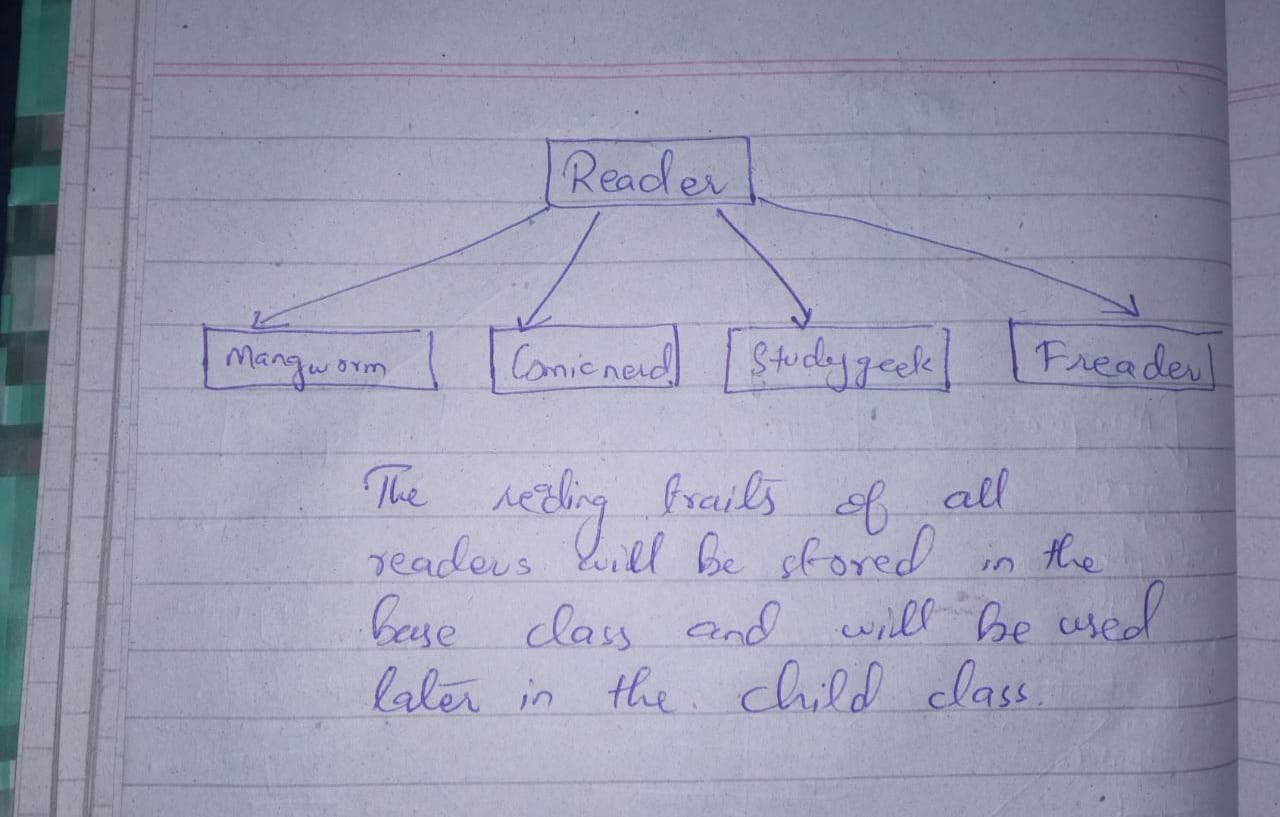 Reader
Mangworm Comicnerd Studygeek Freader
The reading traits of all
readers will be stored in the
base class and will be used
later in the child class.